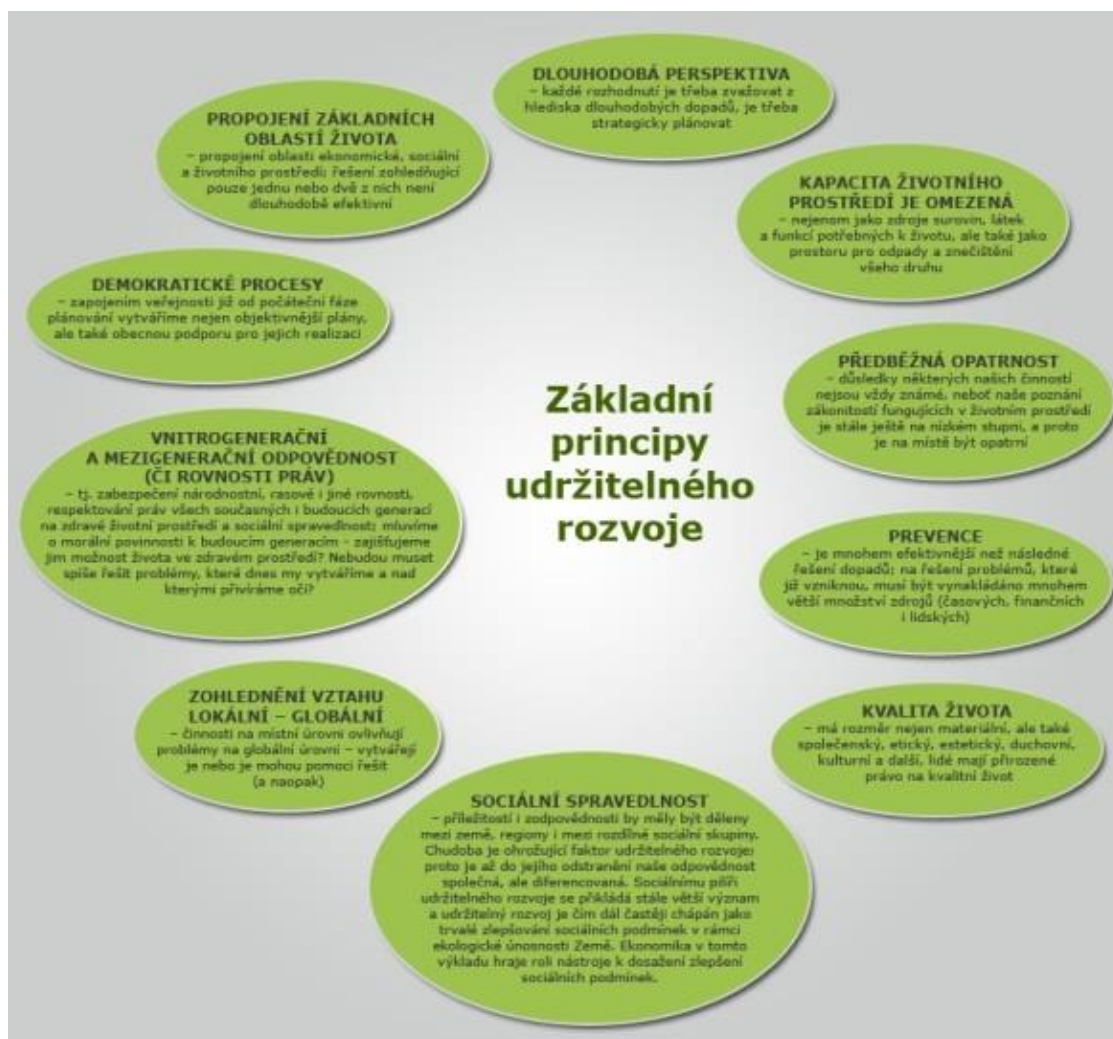 DLOUHODOBÁ PERSPEKTIVA
– každé rozhodnutí je třeba zvažovat z
hlediska dlouhodobých dopadů, je třeba
strategicky plánovat
PROPOJENÍ ZÁKLADNÍCH
OBLASTÍ ŽIVOTA
– propojení oblasti ekonomické, sociální
a životního prostředí; řešení zohledňující
pouze jednu nebo dvě z nich není
dlouhodobě efektivní
KAPACITA ŽIVOTNÍHO
PROSTŘEDÍ JE OMEZENÁ
– nejenom jako zdroje surovin, látek
a funkcí potřebných k životu, ale také jako
prostoru pro odpady a znečištění
všeho druhu
DEMOKRATICKÉ PROCESY
– zapojením veřejnosti již od počáteční fáze
plánování vytváříme nejen objektivnější plány,
ale také obecnou podporu pro jejich realizaci
PŘEDBĚŽNÁ OPATRNOST
– důsledky některých našich činností
nejsou vždy známé, neboť naše poznání
zákonitostí fungujících v životním prostředí
je stále ještě na nízkém stupni, a proto
je na místě být opatrní
Základní
principy
udržitelného
rozvoje
VNITROGENERAČNÍ
A MEZIGENERAČNÍ ODPOVĚDNOST
(ČI ROVNOSTI PRÁV)
– tj. zabezpečení národnostní, rasové i jiné rovnosti,
respektování práv všech současných i budoucích generací
na zdravé životní prostředí a sociální spravedlnost; mluvíme
o morální povinnosti k budoucím generacím - zajišťujeme
jim možnost života ve zdravém prostředí? Nebudou muset
spíše řešit problémy, které dnes my vytváříme a nad
kterými přivíráme oči?
PREVENCE
– je mnohem efektivnější než následné
řešení dopadů; na řešení problémů, které
již vzniknou, musí být vynakládáno mnohem
větší množství zdrojů (časových, finančních
i lidských)
ZOHLEDNĚNÍ VZTAHU
LOKÁLNÍ – GLOBÁLNÍ
– činnosti na místní úrovni ovlivňují
problémy na globální úrovni – vytvářejí
je nebo je mohou pomoci řešit
(a naopak)
KVALITA ŽIVOTA
– má rozměr nejen materiální, ale také
společenský, etický, estetický, duchovní,
kulturní a další, lidé mají přirozené
právo na kvalitní život
SOCIÁLNÍ SPRAVEDLNOST
– příležitostí i zodpovědnosti by měly být děleny
mezi země, regiony i mezi rozdílné sociální skupiny.
Chudoba je ohrožující faktor udržitelného rozvoje;
proto je až do jejího odstranění naše odpovědnost
společná, ale diferencovaná. Sociálnímu pilíři
udržitelného rozvoje se přikládá stále větší význam
a udržitelný rozvoj je čím dál častěji chápán jako
trvalé zlepšování sociálních podmínek v rámci
ekologické únosnosti Země. Ekonomika v tomto
výkladu hraje roli nástroje k dosažení zlepšení
sociálních podmínek.